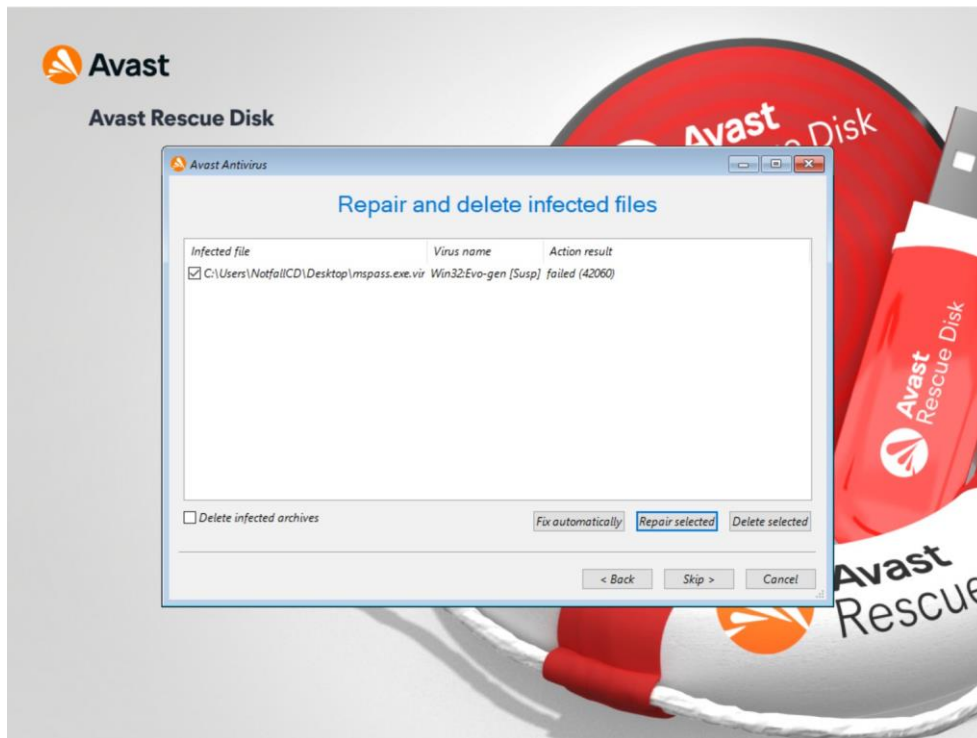 Avast
Avast Rescue Disk
Avast
Disk
Avast Antivirus
Repair and delete infected files
Infected file Virus name Action result
C:\Users\NotfallCD\Desktop\mspass.exe.vir Win32:Evo-gen [Susp] failed (42060)
Avast
Rescue Disk
Delete infected archives
Fix automatically Repair selected Delete selected
< Back Skip > Cancel
Avast
Rescue